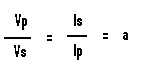 Vp/Vs = Is/Ip = a